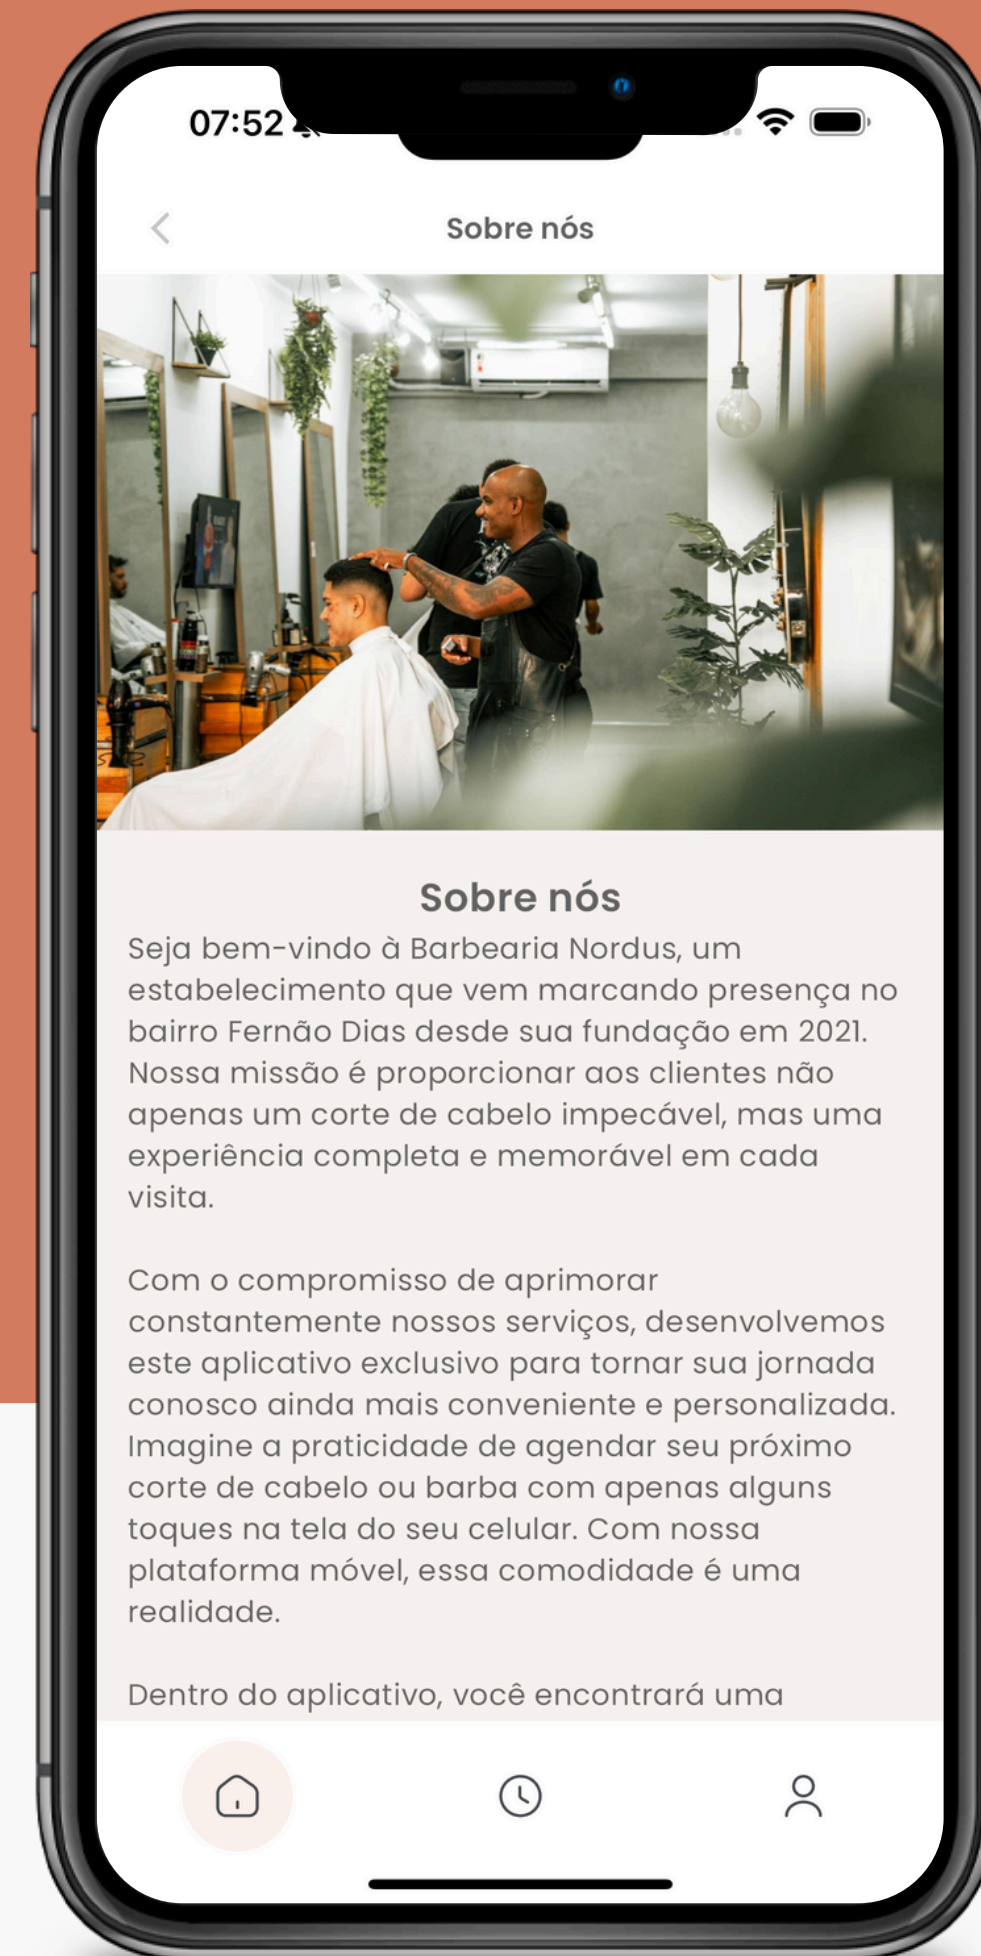 07:52
Sobre nós
Sobre nós
Seja bem-vindo à Barbearia Nordus, um
estabelecimento que vem marcando presença no
bairro Fernão Dias desde sua fundação em 2021.
Nossa missão é proporcionar aos clientes não
apenas um corte de cabelo impecável, mas uma
experiência completa e memorável em cada
visita.
Com o compromisso de aprimorar
constantemente nossos serviços, desenvolvemos
este aplicativo exclusivo para tornar sua jornada
conosco ainda mais conveniente e personalizada.
Imagine a praticidade de agendar seu próximo
corte de cabelo ou barba com apenas alguns
toques na tela do seu celular. Com nossa
plataforma móvel, essa comodidade é uma
realidade.
Dentro do aplicativo, você encontrará uma